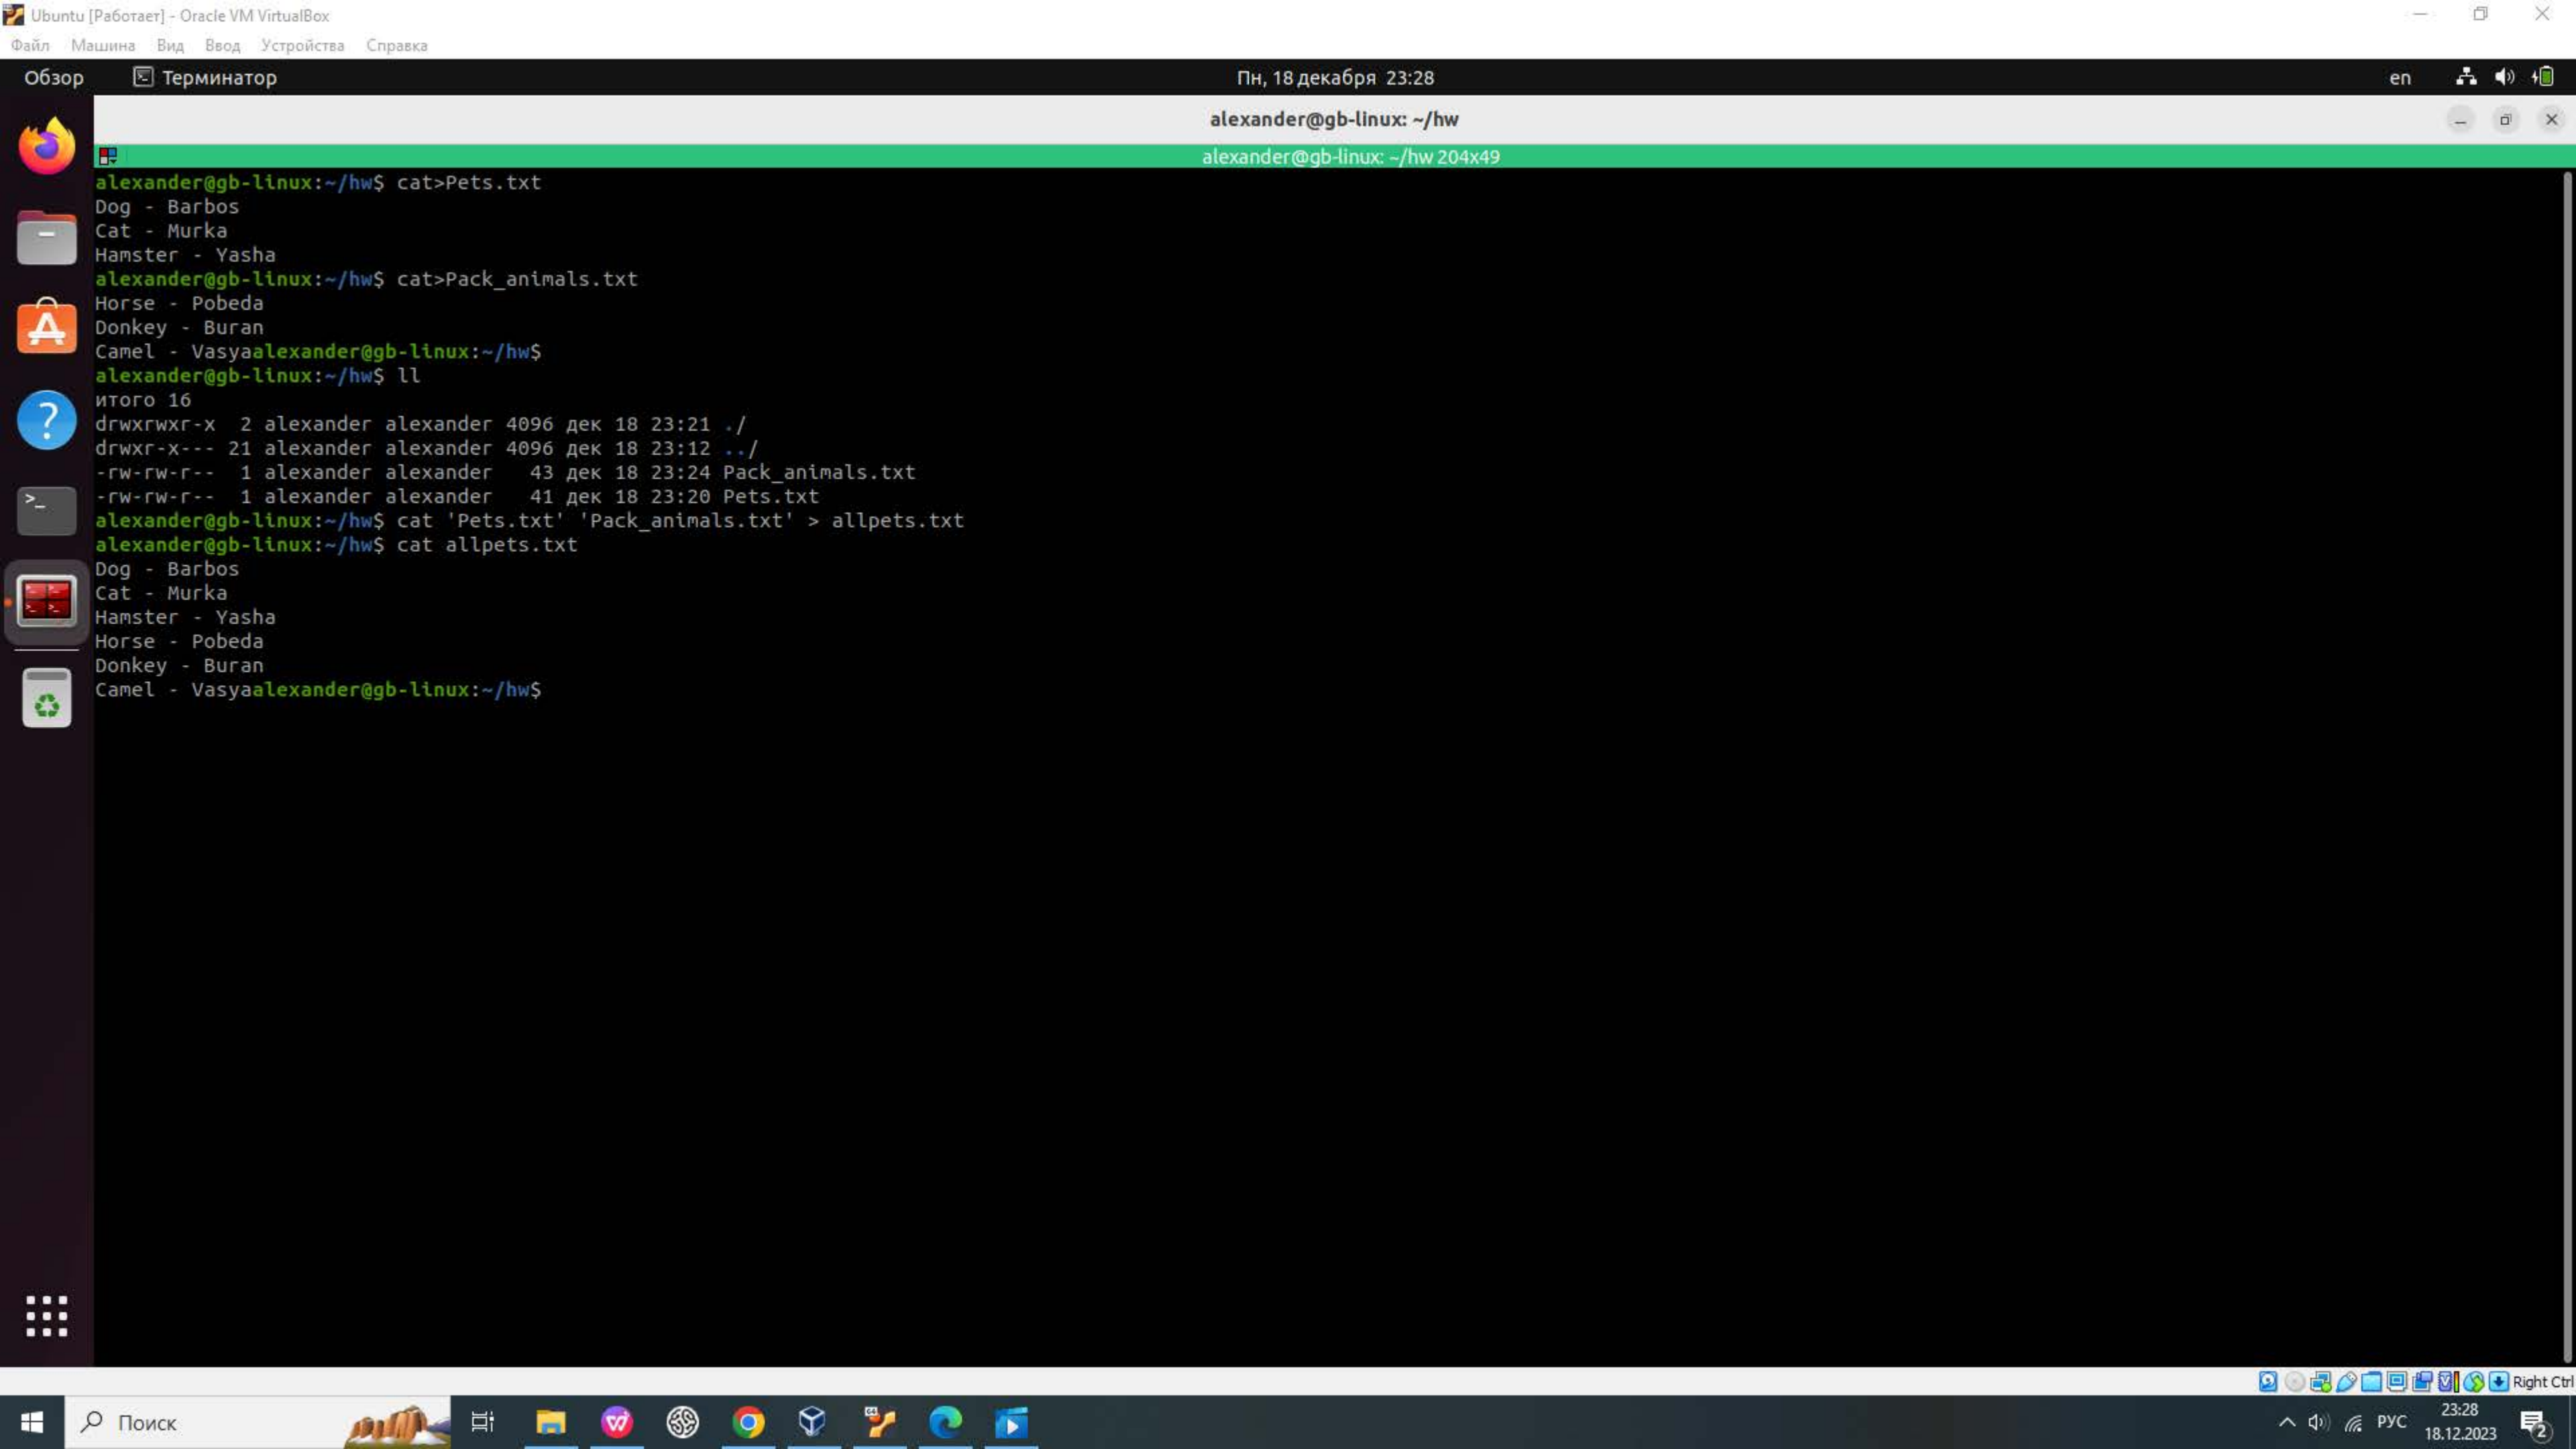 Ubuntu [Работает] - Oracle VM VirtualBox
Файл Машина Вид Ввод Устройства Справка
Обзор Терминатор Пн, 18 декабря 23:28 en
alexander@gb-linux: ~/hw
alexander@gb-linux: ~/hw 204x49
alexander@gb-linux:~/hw$ cat>Pets.txt
Dog - Barbos
Cat - Murka
Hamster - Yasha
alexander@gb-linux:~/hw$ cat>Pack_animals.txt
Horse - Pobeda
Donkey - Buran
Camel - Vasyaalexander@gb-linux:~/hw$
alexander@gb-linux:~/hw$ ll
итого 16
drwxrwxr-x  2 alexander alexander 4096 дек 18 23:21 ./
drwxr-x--- 21 alexander alexander 4096 дек 18 23:12 ../
-rw-rw-r--  1 alexander alexander   43 дек 18 23:24 Pack_animals.txt
-rw-rw-r--  1 alexander alexander   41 дек 18 23:20 Pets.txt
alexander@gb-linux:~/hw$ cat 'Pets.txt' 'Pack_animals.txt' > allpets.txt
alexander@gb-linux:~/hw$ cat allpets.txt
Dog - Barbos
Cat - Murka
Hamster - Yasha
Horse - Pobeda
Donkey - Buran
Camel - Vasyaalexander@gb-linux:~/hw$
Right Ctrl
Поиск РУС 23:28
18.12.2023 2